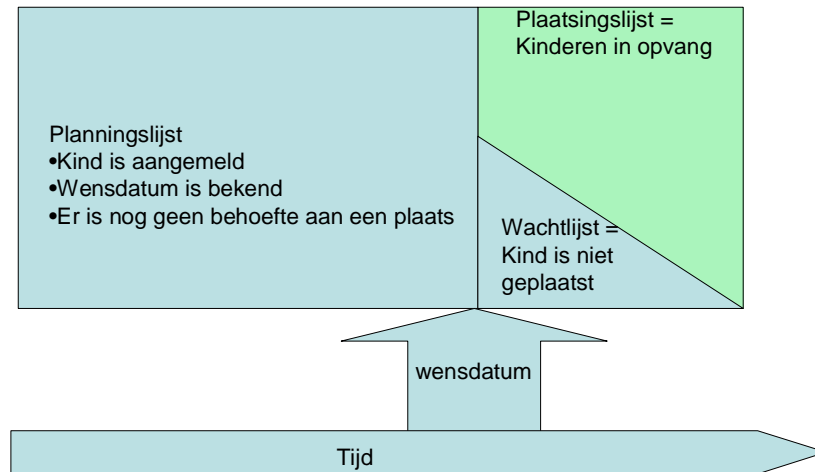 Planningslijst
•Kind is aangemeld
•Wensdatum is bekend
•Er is nog geen behoefte aan een plaats
Plaatsingslijst =
Kinderen in opvang
Wachtlijst =
Kind is niet
geplaatst
wensdatum
Tijd